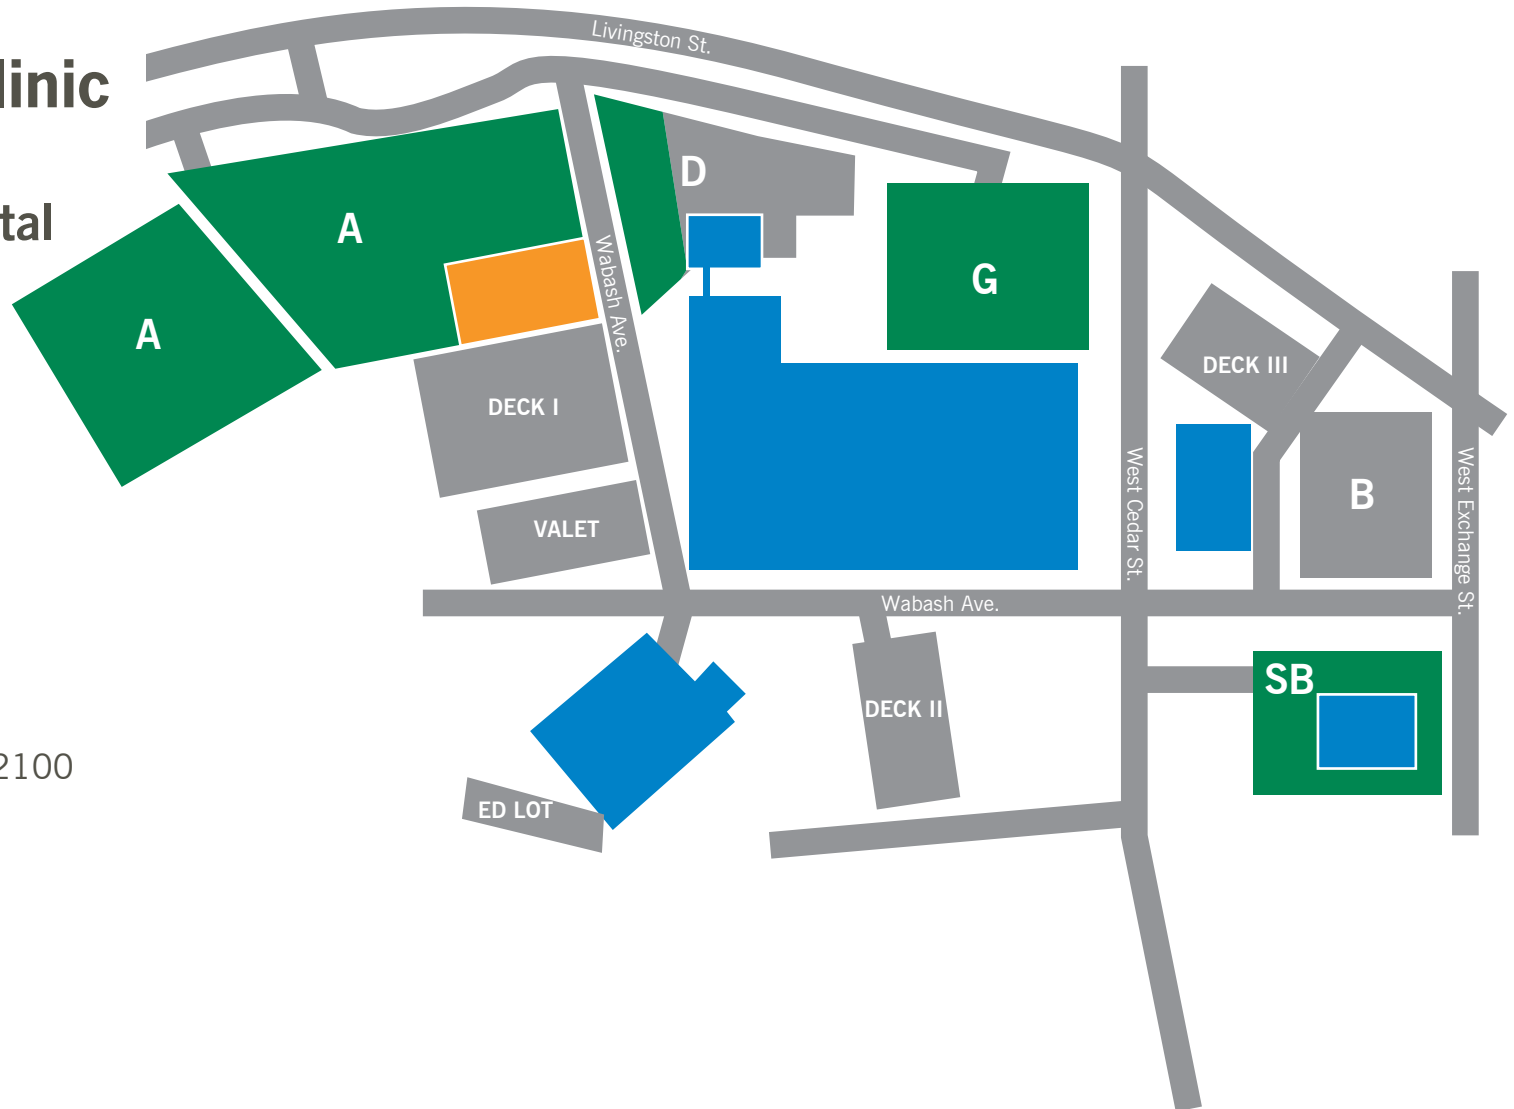 linic
tal
2100
Livingston St.
A
A
D
G
Wabash Ave.
DECK I
VALET
DECK III
B
West Cedar St.
West Exchange St.
Wabash Ave.
SB
DECK II
ED LOT